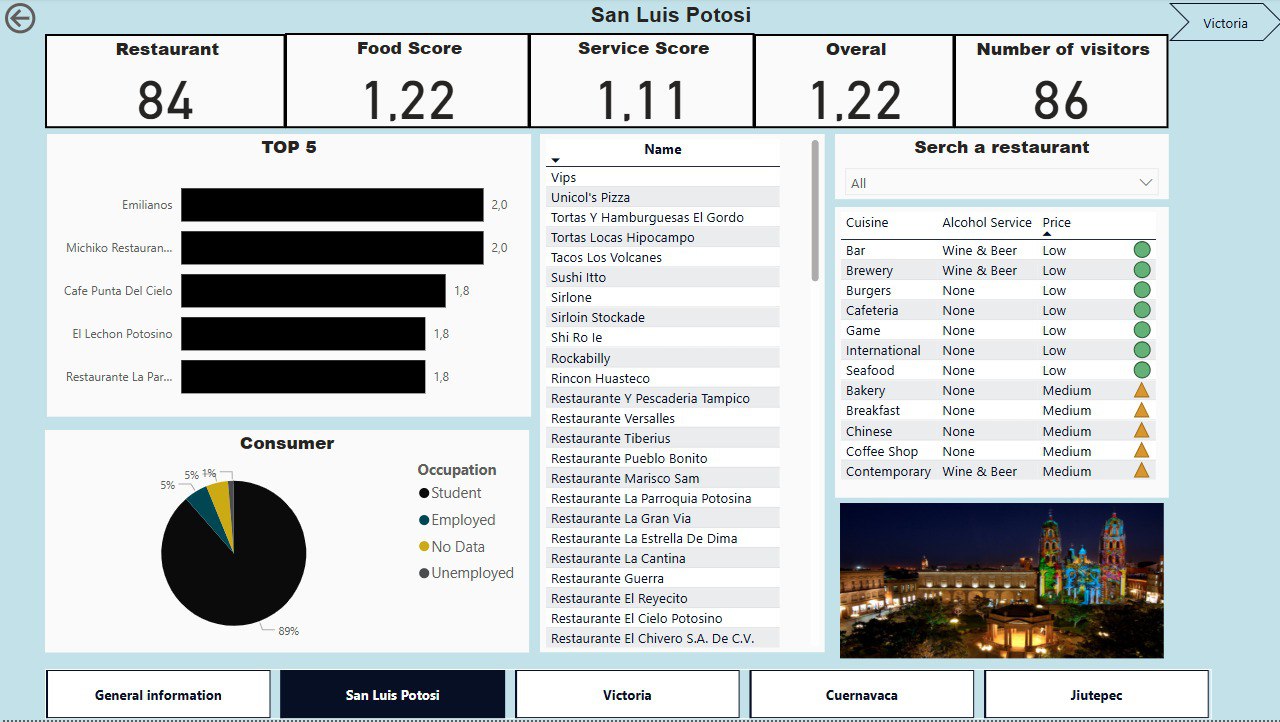 San Luis Potosi
Victoria
Restaurant
84
Food Score
1,22
Service Score
1,11
Overal
1,22
Number of visitors
86
TOP 5
Emilianos 2,0
Michiko Restauran... 2,0
Cafe Punta Del Cielo 1,8
El Lechon Potosino 1,8
Restaurante La Par... 1,8
Consumer
5%
5%
1%
89%
Occupation
Student
Employed
No Data
Unemployed
Name
Vips
Unicol's Pizza
Tortas Y Hamburguesas El Gordo
Tortas Locas Hipocampo
Tacos Los Volcanes
Sushi Itto
Sirlone
Sirloin Stockade
Shi Ro Ie
Rockabilly
Rincon Huasteco
Restaurante Y Pescaderia Tampico
Restaurante Versalles
Restaurante Tiberius
Restaurante Pueblo Bonito
Restaurante Marisco Sam
Restaurante La Parroquia Potosina
Restaurante La Gran Via
Restaurante La Estrella De Dima
Restaurante La Cantina
Restaurante Guerra
Restaurante El Reyecito
Restaurante El Cielo Potosino
Restaurante El Chivero S.A. De C.V.
Serch a restaurant
All
Cuisine Alcohol Service Price
Bar Wine & Beer Low
Brewery Wine & Beer Low
Burgers None Low
Cafeteria None Low
Game None Low
International None Low
Seafood None Low
Bakery None Medium
Breakfast None Medium
Chinese None Medium
Coffee Shop None Medium
Contemporary Wine & Beer Medium
General information
San Luis Potosi
Victoria
Cuernavaca
Jiutepec